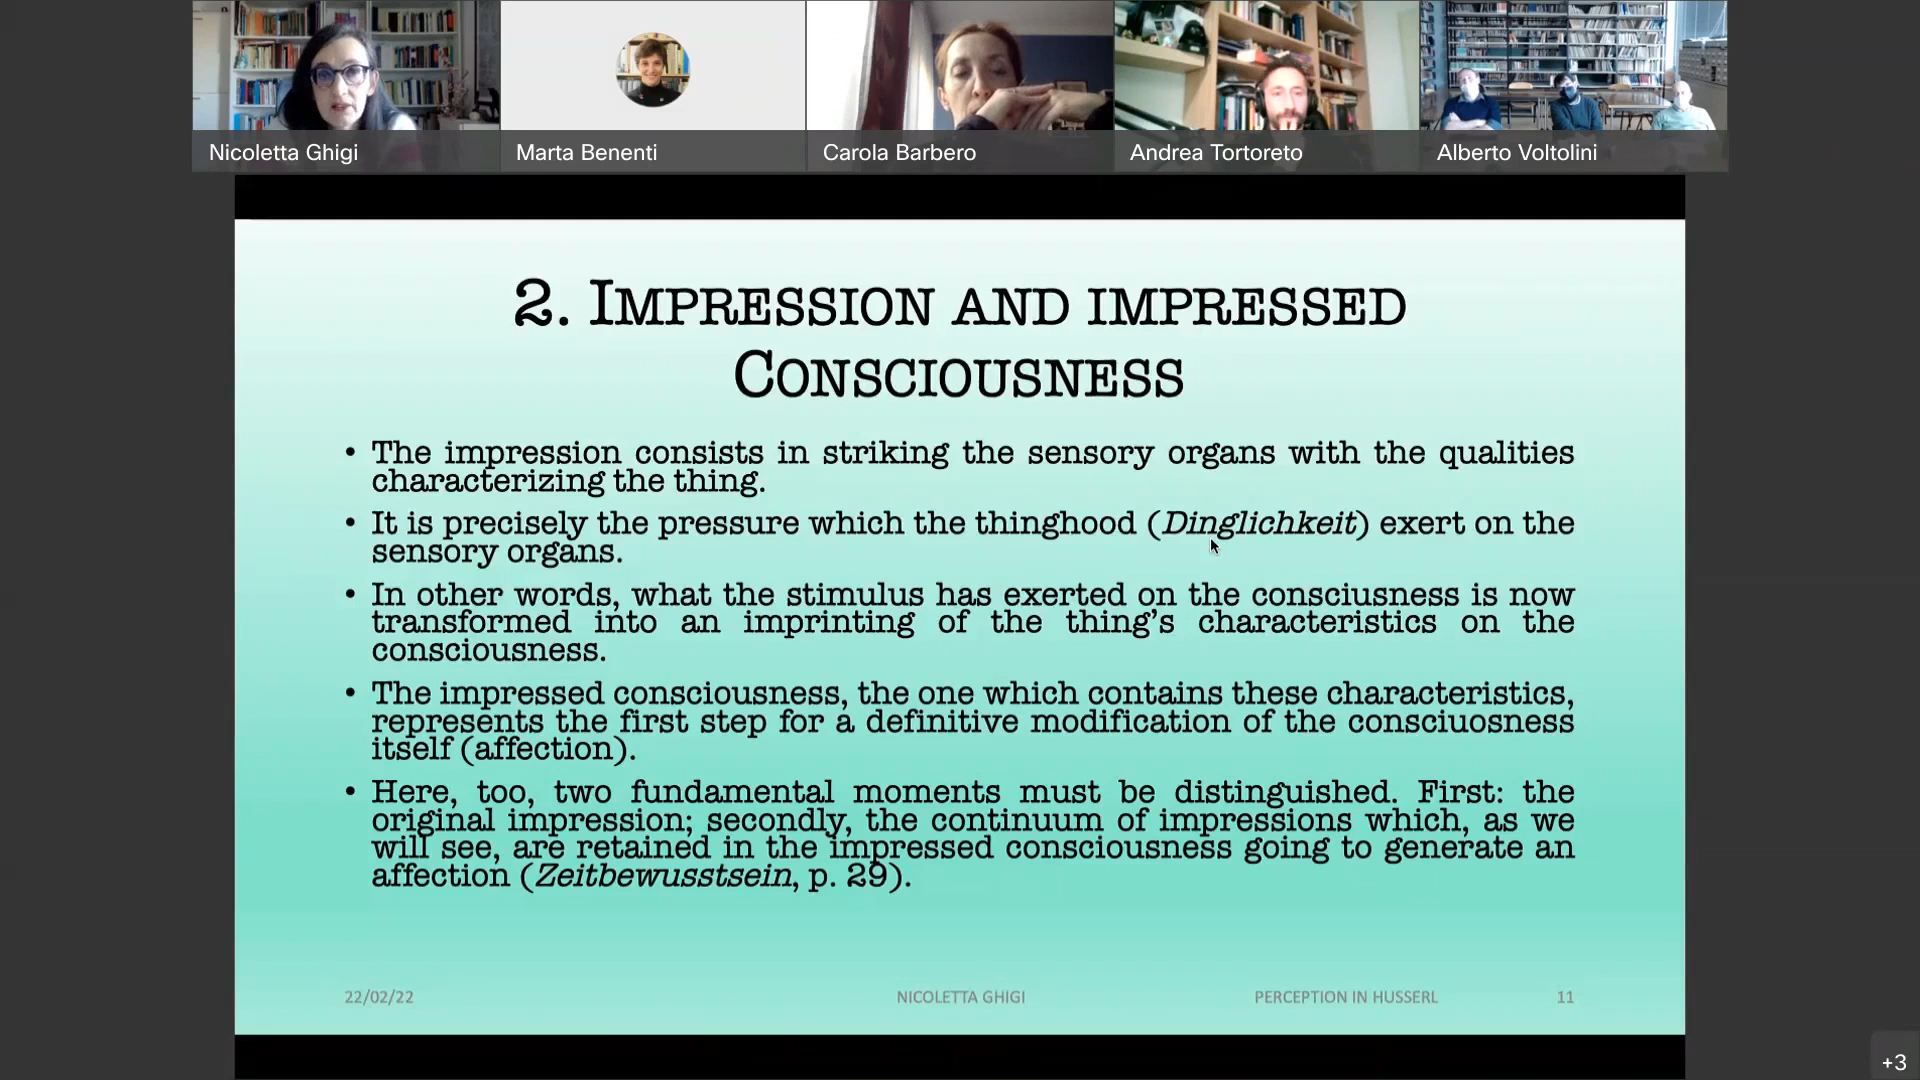 Nicoletta Ghigi
Marta Benenti
Carola Barbero
Andrea Tortoreto
Alberto Voltolini
2. Impression and impressed
Consciousness
• The impression consists in striking the sensory organs with the qualities
characterizing the thing.
• It is precisely the pressure which the thinghood (Dinglichkeit) exert on the
sensory organs.
• In other words, what the stimulus has exerted on the consciusness is now
transformed into an imprinting of the thing’s characteristics on the
consciousness.
• The impressed consciousness, the one which contains these characteristics,
represents the first step for a definitive modification of the consciuosness
itself (affection).
• Here, too, two fundamental moments must be distinguished. First: the
original impression; secondly, the continuum of impressions which, as we
will see, are retained in the impressed consciousness going to generate an
affection (Zeitbewusstsein, p. 29).
22/02/22
NICOLETTA GHIGI
PERCEPTION IN HUSSERL
11
+3